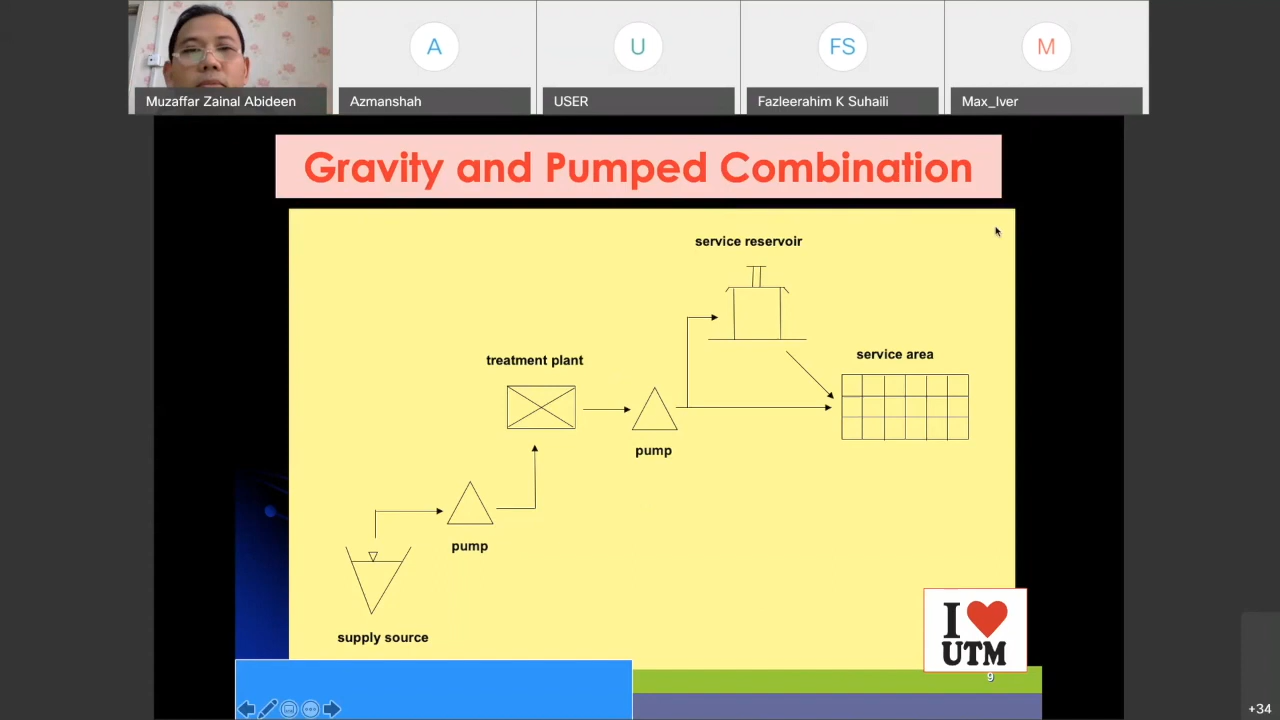 A
U
FS
M
Muzaffar Zainal Abideen
Azmanshah
USER
Fazleerahim K Suhaili
Max_Iver
Gravity and Pumped Combination
service reservoir
treatment plant
service area
pump
pump
supply source
I
UTM
9
+34